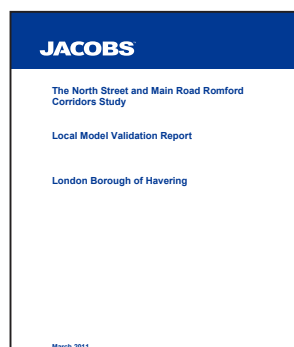 JACOBS
The North Street and Main Road Romford
Corridors Study
Local Model Validation Report
London Borough of Havering
March 2011